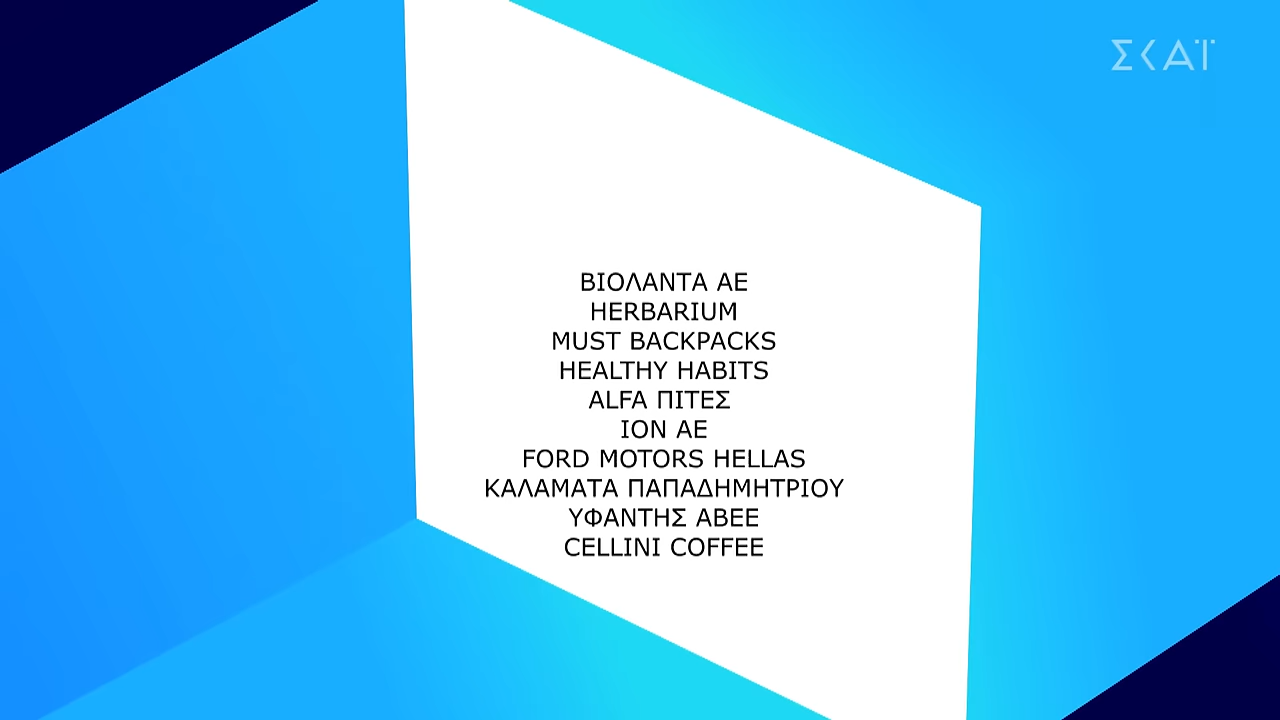 ΣΚΑΪ
ΒΙΟΛΑΝΤΑ ΑΕ
HERBARIUM
MUST BACKPACKS
HEALTHY HABITS
ALFA ΠΙΤΕΣ
ΙΟΝ ΑΕ
FORD MOTORS HELLAS
ΚΑΛΑΜΑΤΑ ΠΑΠΑΔΗΜΗΤΡΙΟΥ
ΥΦΑΝΤΗΣ ΑΒΕΕ
CELLINI COFFEE